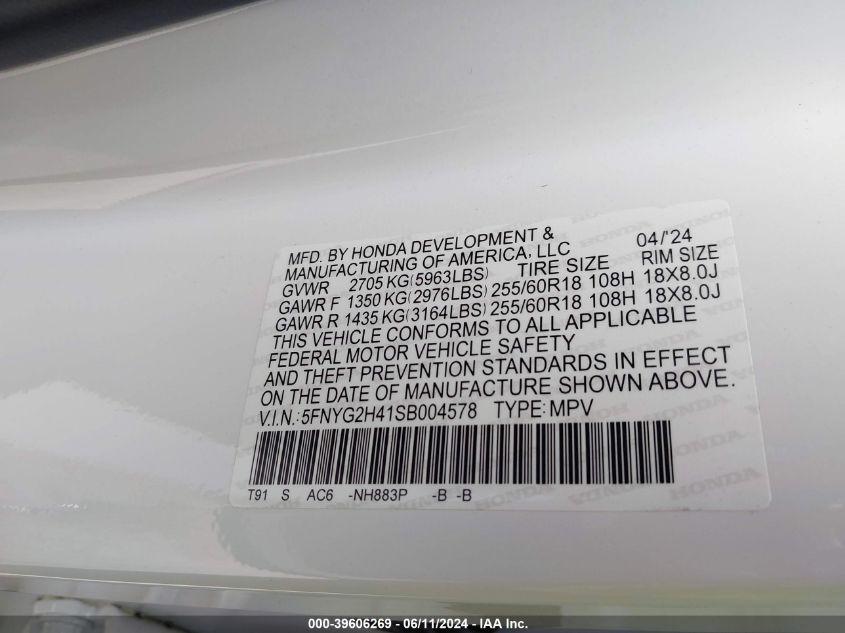 MFD. BY HONDA DEVELOPMENT &
MANUFACTURING OF AMERICA, LLC 04/'24
GVWR 2705 KG(5963LBS) TIRE SIZE RIM SIZE
GAWR F 1350 KG(2976LBS) 255/60R18 108H 18X8.0J
GAWR R 1435 KG(3164LBS) 255/60R18 108H 18X8.0J
THIS VEHICLE CONFORMS TO ALL APPLICABLE
FEDERAL MOTOR VEHICLE SAFETY
AND THEFT PREVENTION STANDARDS IN EFFECT
ON THE DATE OF MANUFACTURE SHOWN ABOVE.
V.I.N.:5FNYG2H41SB004578 TYPE:MPV
T91 S AC6 -NH883P -B -B
000-39606269 - 06/11/2024 - IAA, Inc.